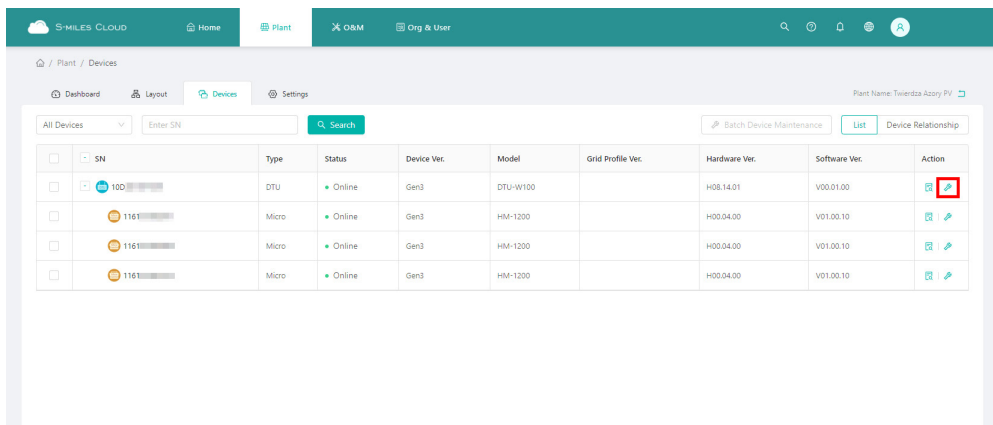 S-MILES CLOUD Home Plant O&M Org & User
/ Plant / Devices
Dashboard Layout Devices Settings Plant Name: Twierdza Azory PV
All Devices Enter SN Search Batch Device Maintenance List Device Relationship
SN Type Status Device Ver. Model Grid Profile Ver. Hardware Ver. Software Ver. Action
10D DTU Online Gen3 DTU-W100 H08.14.01 V00.01.00
1161 Micro Online Gen3 HM-1200 H00.04.00 V01.00.10
1161 Micro Online Gen3 HM-1200 H00.04.00 V01.00.10
1161 Micro Online Gen3 HM-1200 H00.04.00 V01.00.10